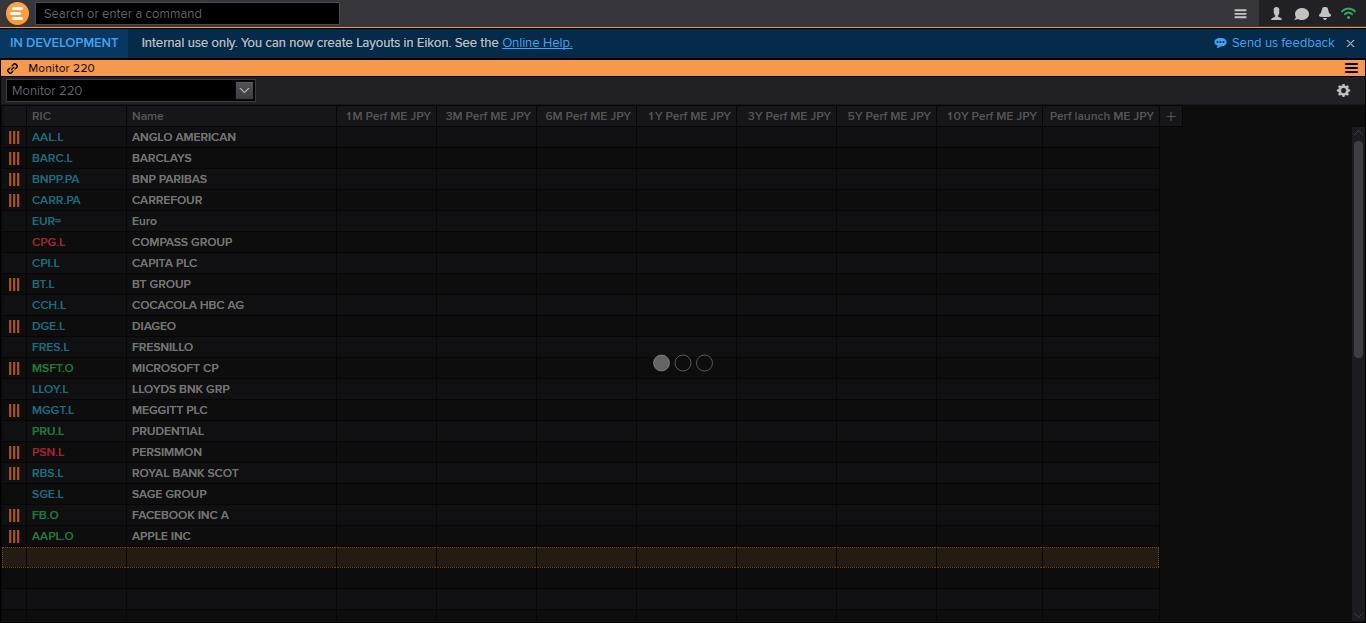 Search or enter a command
IN DEVELOPMENT Internal use only. You can now create Layouts in Eikon. See the Online Help. Send us feedback
Monitor 220
Monitor 220
RIC Name 1M Perf ME JPY 3M Perf ME JPY 6M Perf ME JPY 1Y Perf ME JPY 3Y Perf ME JPY 5Y Perf ME JPY 10Y Perf ME JPY Perf launch ME JPY +
AAL.L ANGLO AMERICAN
BARC.L BARCLAYS
BNPP.PA BNP PARIBAS
CARR.PA CARREFOUR
EUR= Euro
CPG.L COMPASS GROUP
CPI.L CAPITA PLC
BT.L BT GROUP
CCH.L COCACOLA HBC AG
DGE.L DIAGEO
FRES.L FRESNILLO
MSFT.O MICROSOFT CP
LLOY.L LLOYDS BNK GRP
MGGT.L MEGGITT PLC
PRU.L PRUDENTIAL
PSN.L PERSIMMON
RBS.L ROYAL BANK SCOT
SGE.L SAGE GROUP
FB.O FACEBOOK INC A
AAPL.O APPLE INC